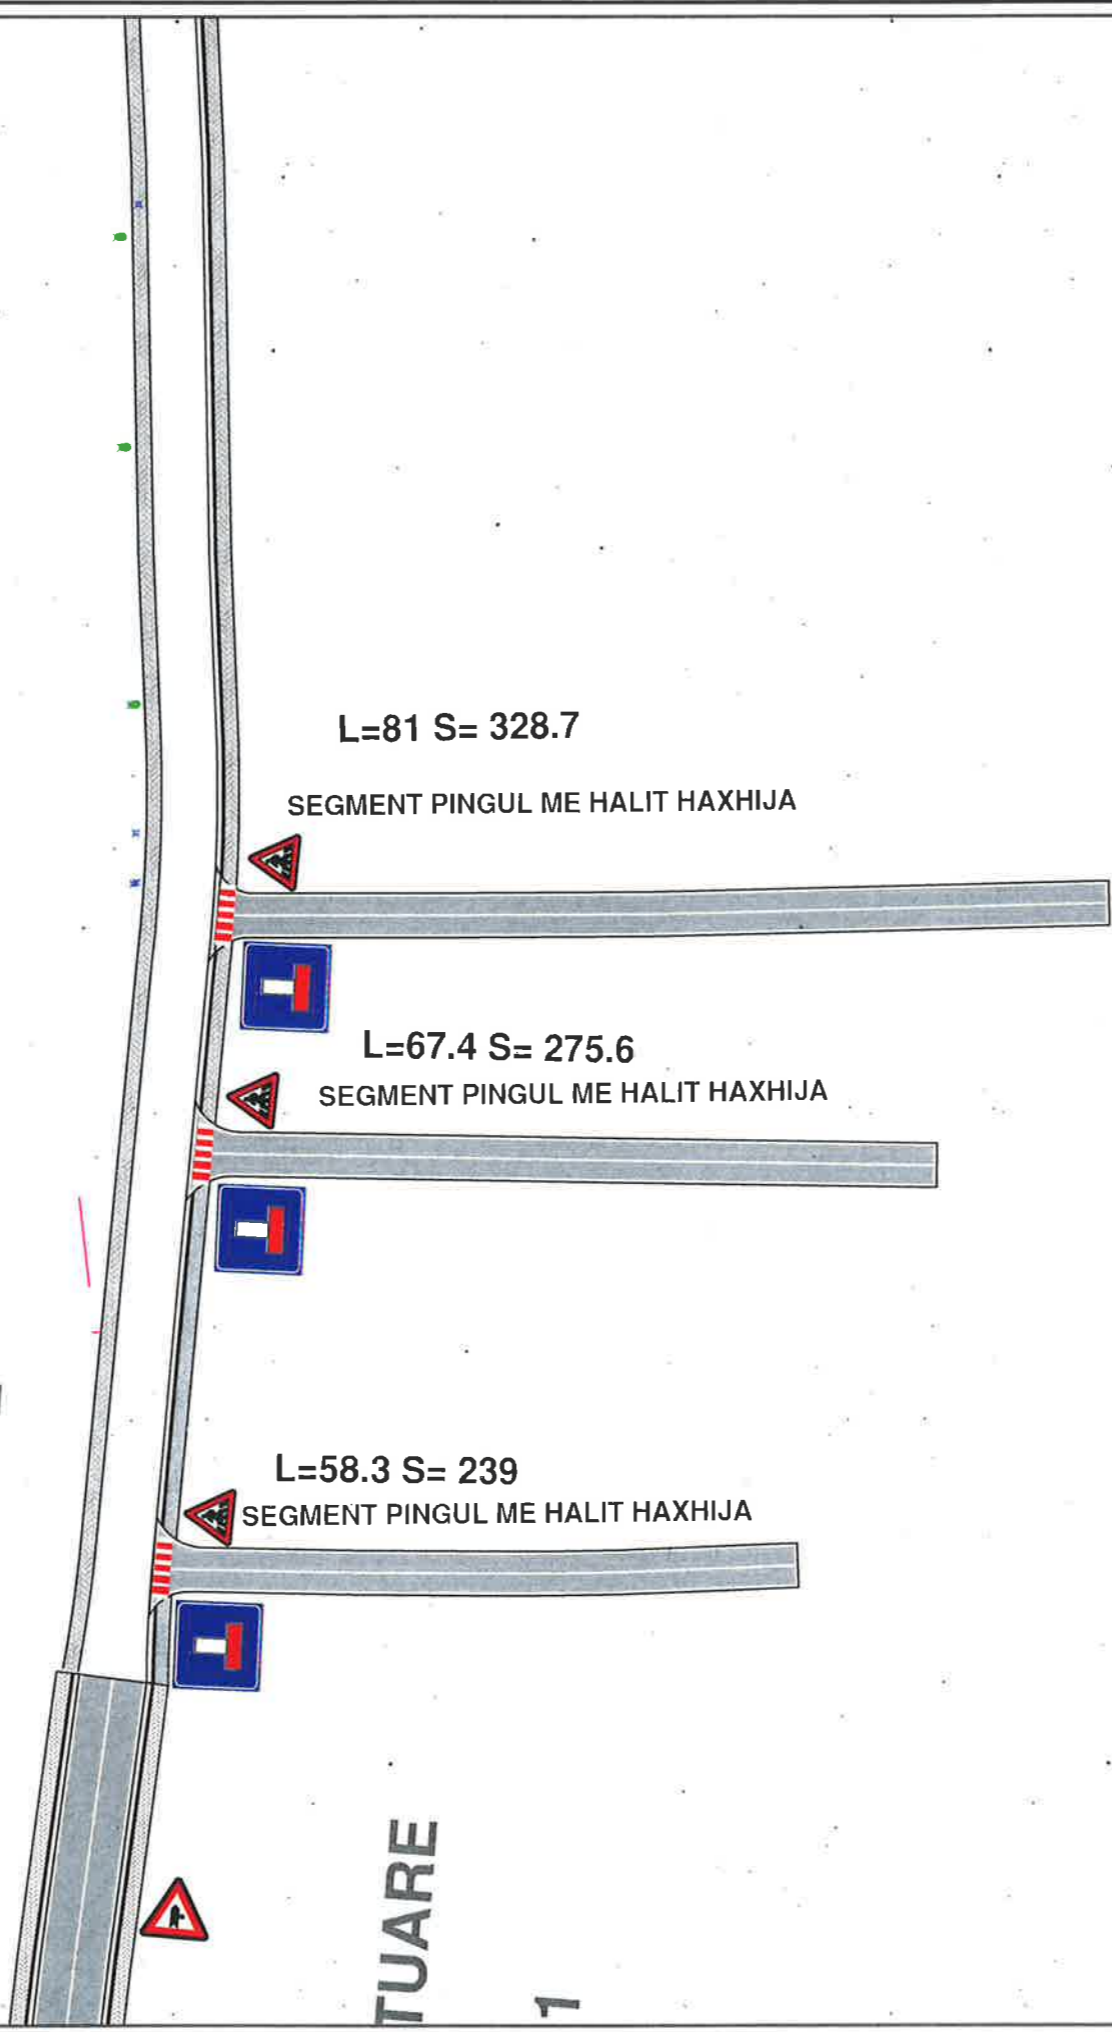 L=81 S= 328.7
SEGMENT PINGUL ME HALIT HAXHIJA
L=67.4 S= 275.6
SEGMENT PINGUL ME HALIT HAXHIJA
L=58.3 S= 239
SEGMENT PINGUL ME HALIT HAXHIJA
TUARE
1